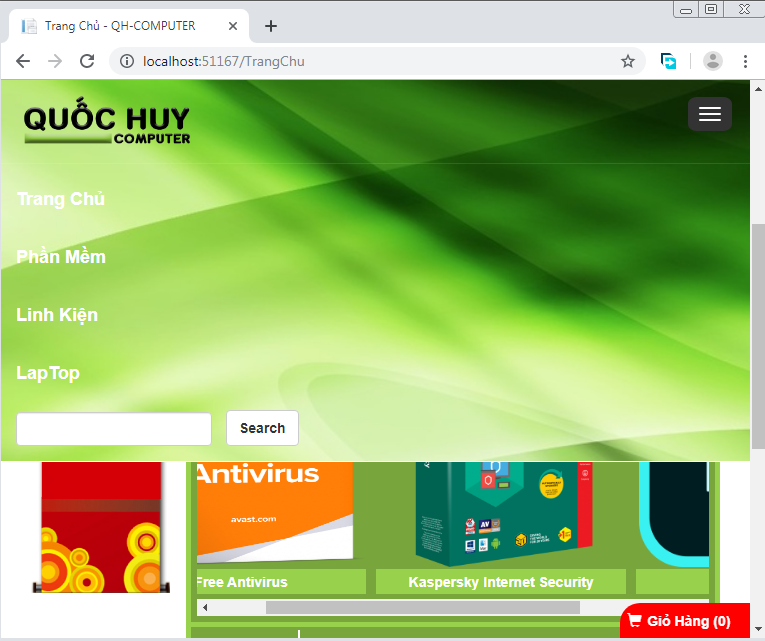 Trang Chủ - QH-COMPUTER
localhost:51167/TrangChu
QUỐC HUY
COMPUTER
Trang Chủ
Phần Mềm
Linh Kiện
LapTop
Search
Antivirus
avast.com
Free Antivirus
Kaspersky Internet Security
Giỏ Hàng (0)